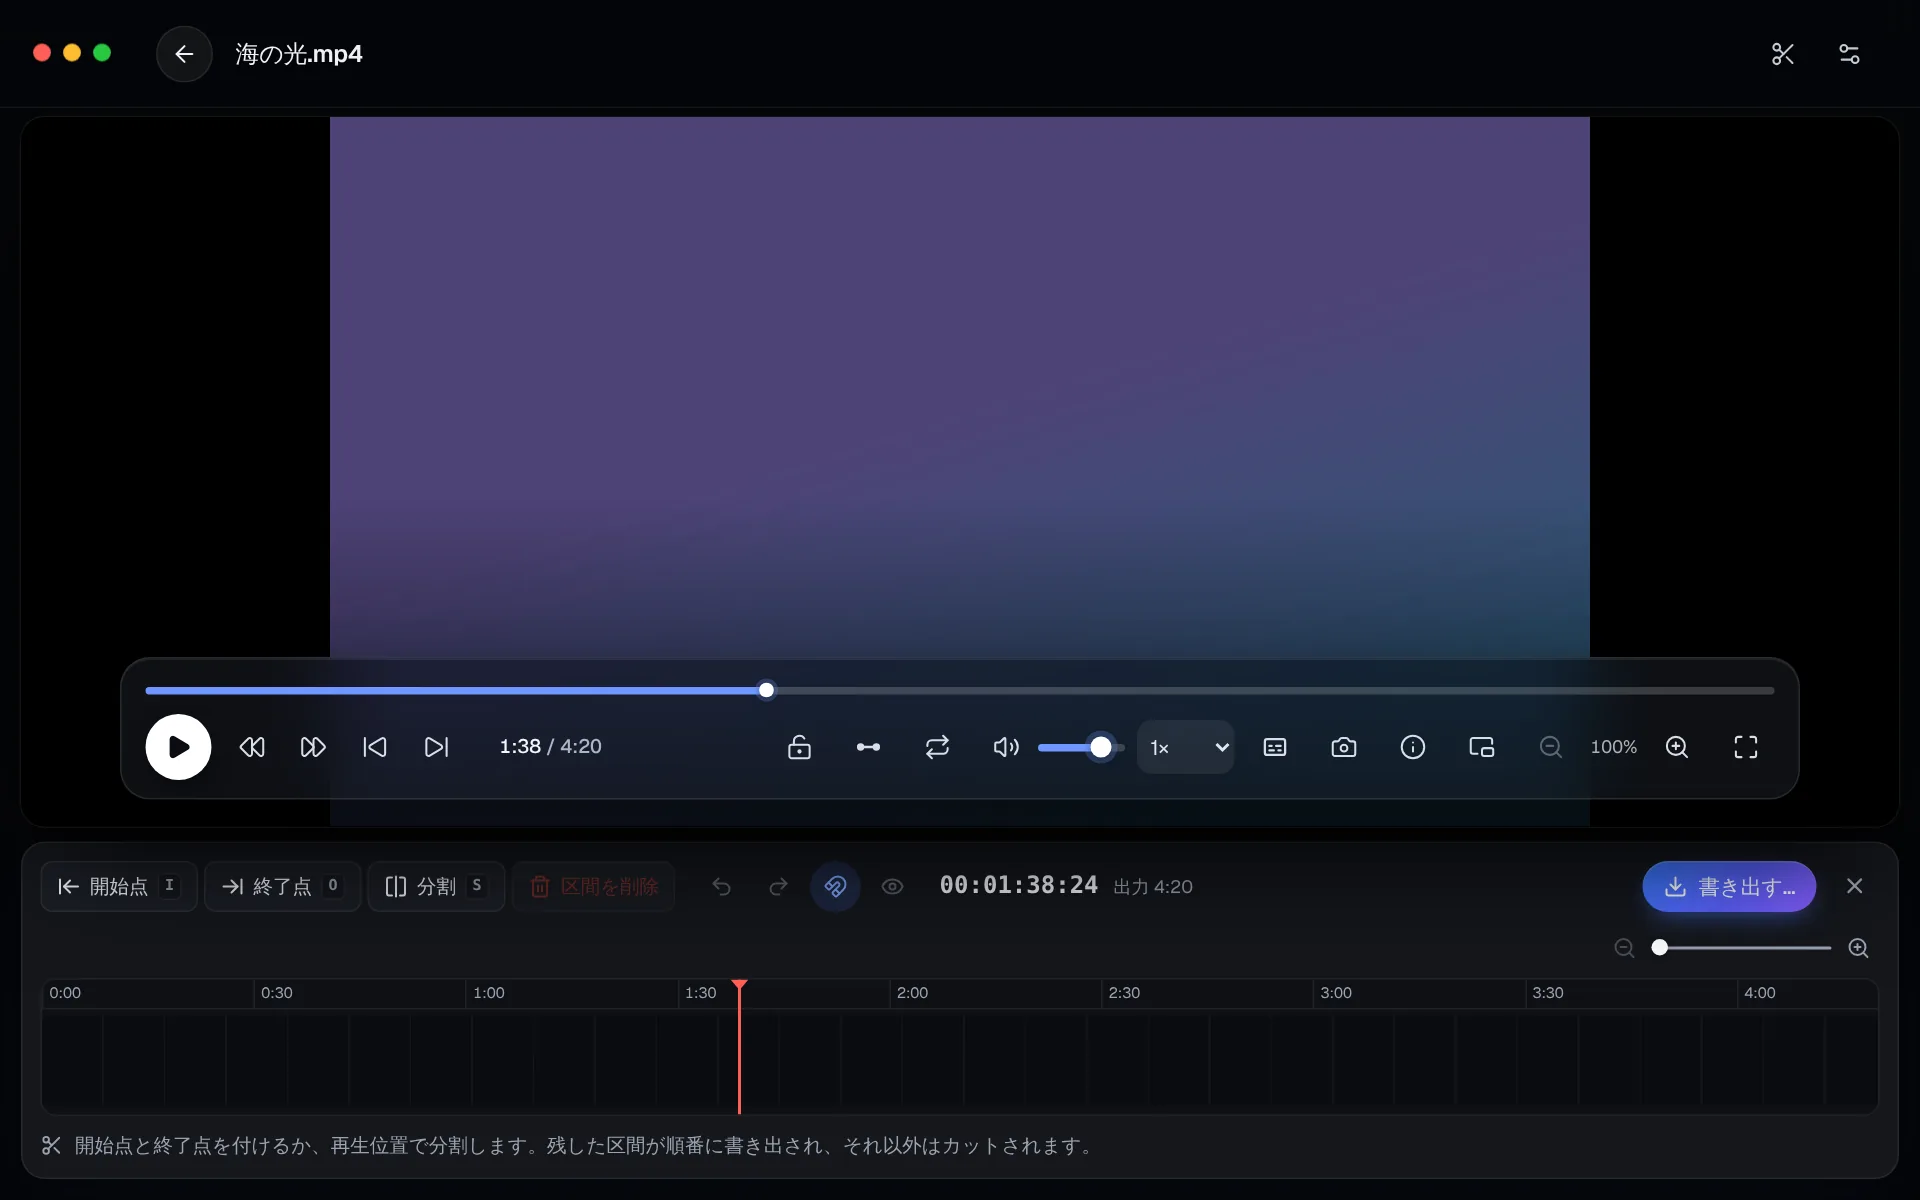 海の光.mp4
1:38 / 4:20
1×
100%
開始点 I
終了点 O
分割 S
区間を削除
00:01:38:24
出力 4:20
書き出す…
0:00
0:30
1:00
1:30
2:00
2:30
3:00
3:30
4:00
開始点と終了点を付けるか、再生位置で分割します。残した区間が順番に書き出され、それ以外はカットされます。